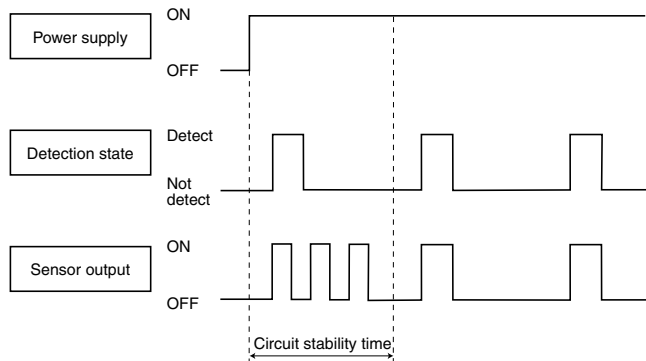 Power supply
ON
OFF
Detection state
Detect
Not
detect
Sensor output
ON
OFF
Circuit stability time